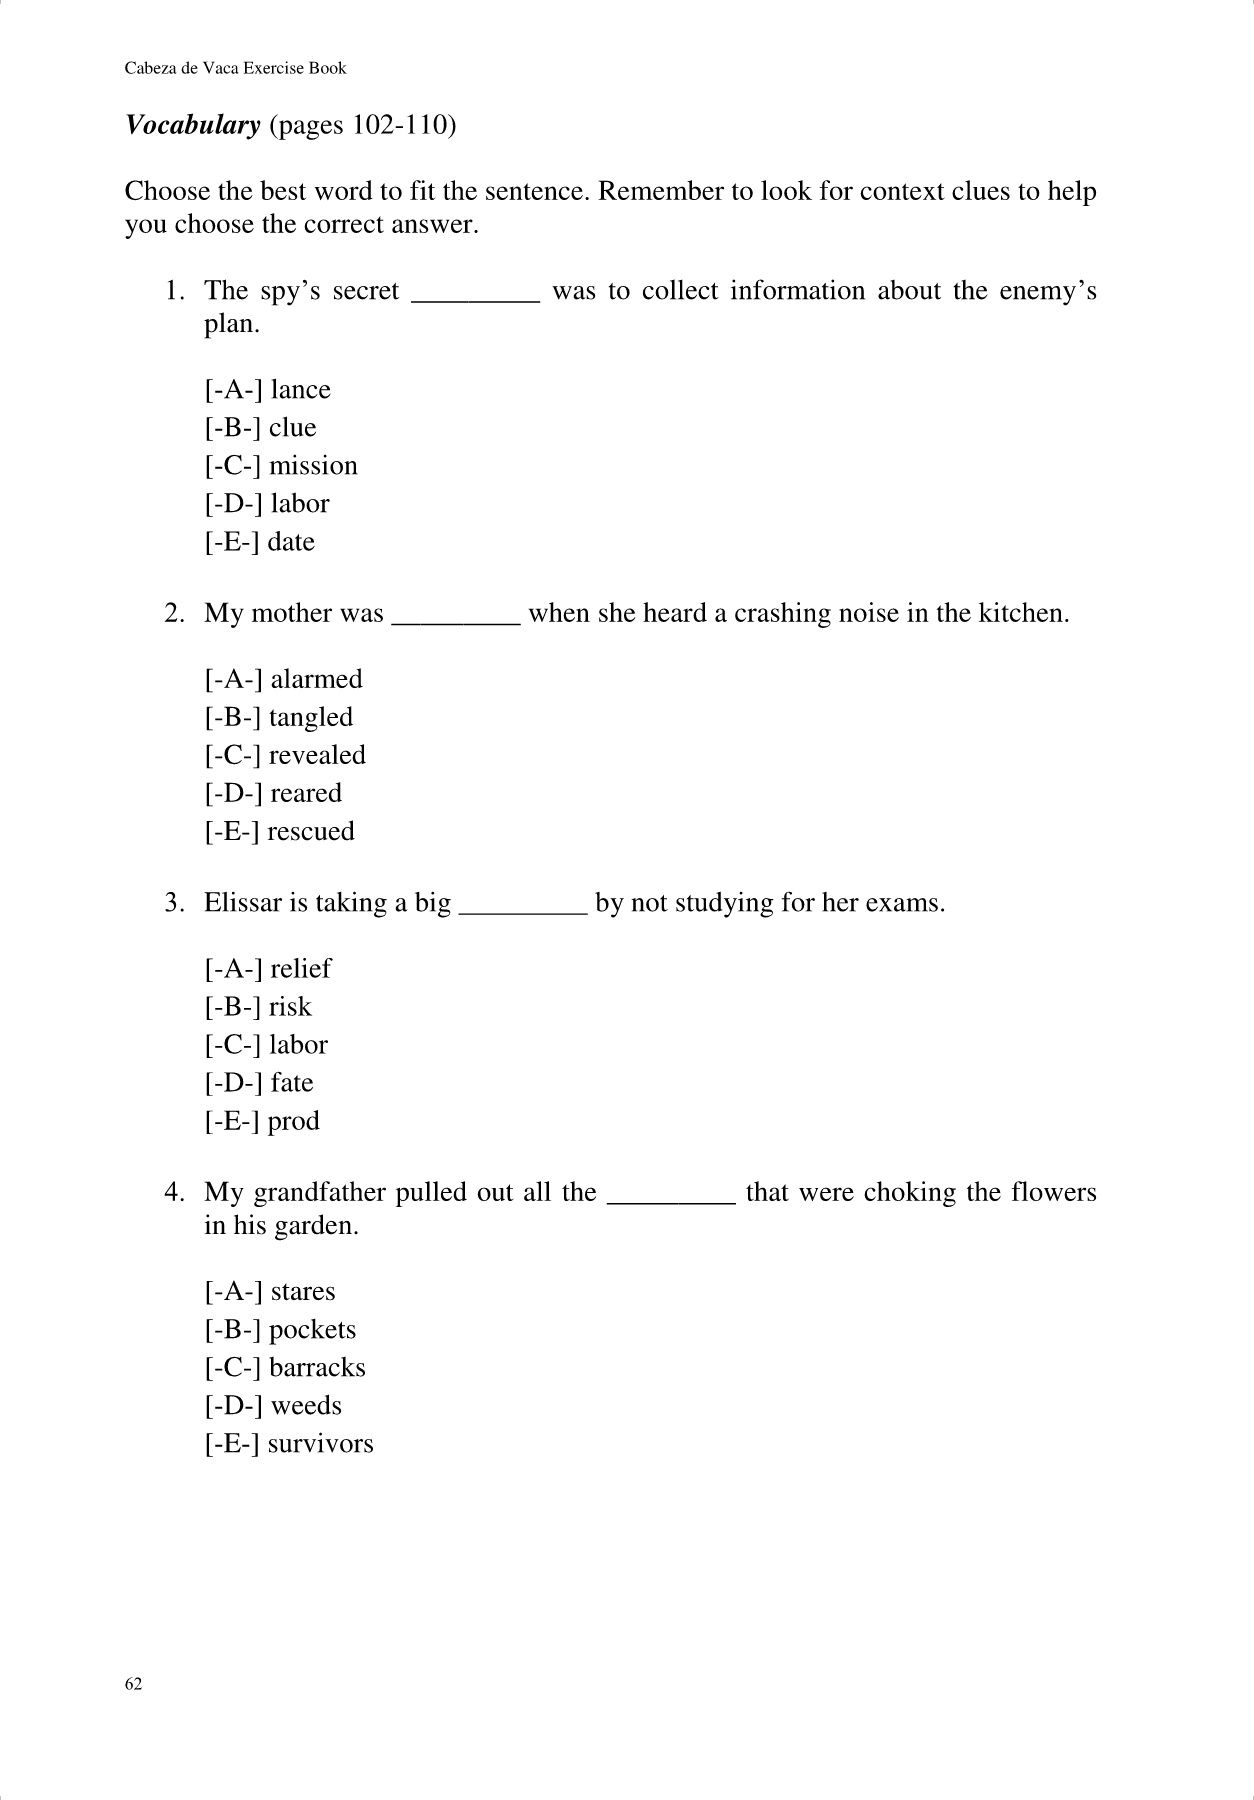 Cabeza de Vaca Exercise Book
Vocabulary (pages 102-110)
Choose the best word to fit the sentence. Remember to look for context clues to help
you choose the correct answer.
1. The spy’s secret _________ was to collect information about the enemy’s
plan.
[-A-] lance
[-B-] clue
[-C-] mission
[-D-] labor
[-E-] date
2. My mother was _________ when she heard a crashing noise in the kitchen.
[-A-] alarmed
[-B-] tangled
[-C-] revealed
[-D-] reared
[-E-] rescued
3. Elissar is taking a big _________ by not studying for her exams.
[-A-] relief
[-B-] risk
[-C-] labor
[-D-] fate
[-E-] prod
4. My grandfather pulled out all the _________ that were choking the flowers
in his garden.
[-A-] stares
[-B-] pockets
[-C-] barracks
[-D-] weeds
[-E-] survivors
62